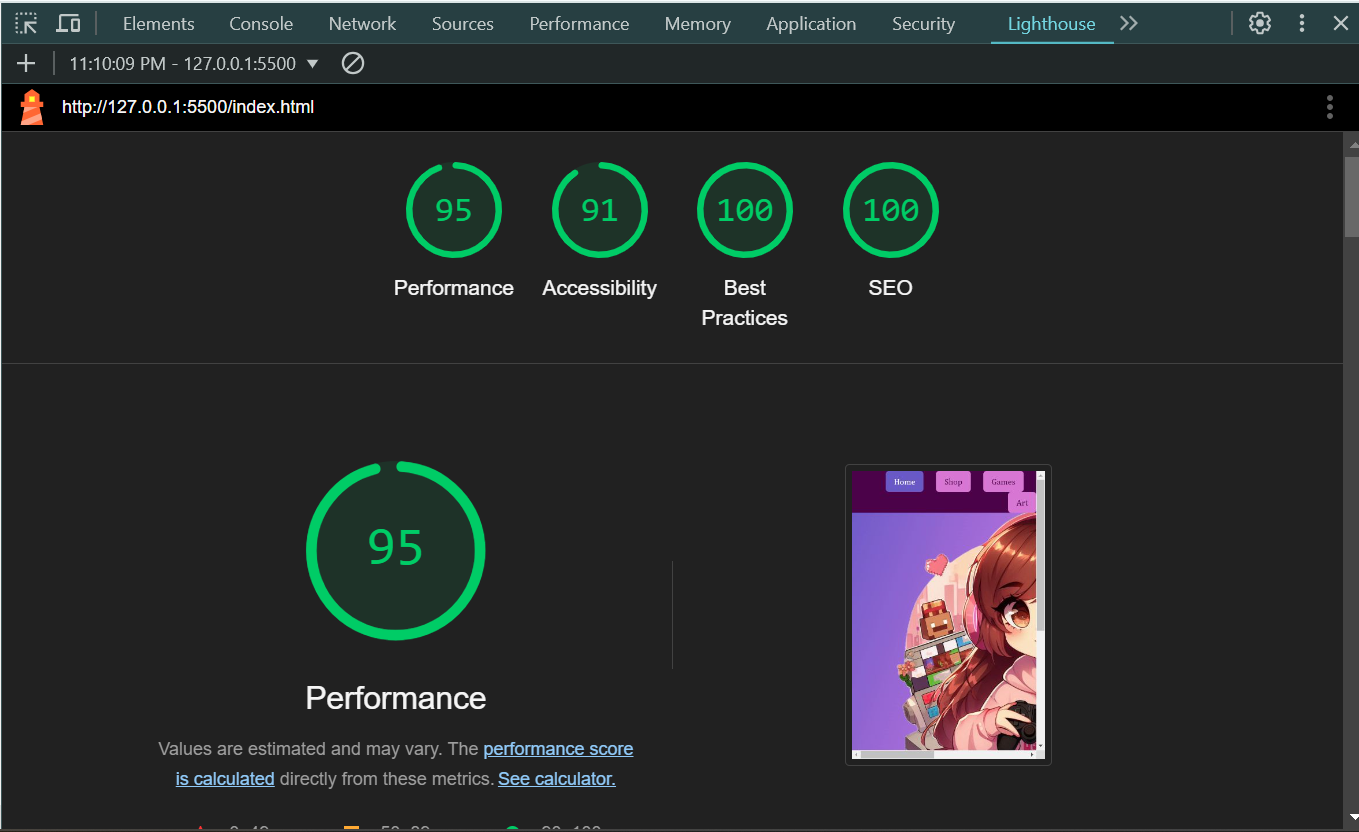 Elements Console Network Sources Performance Memory Application Security Lighthouse
11:10:09 PM - 127.0.0.1:5500
http://127.0.0.1:5500/index.html
95 91 100 100
Performance Accessibility Best Practices SEO
Home Shop Games
Art
95
Performance
Values are estimated and may vary. The performance score
is calculated directly from these metrics. See calculator.